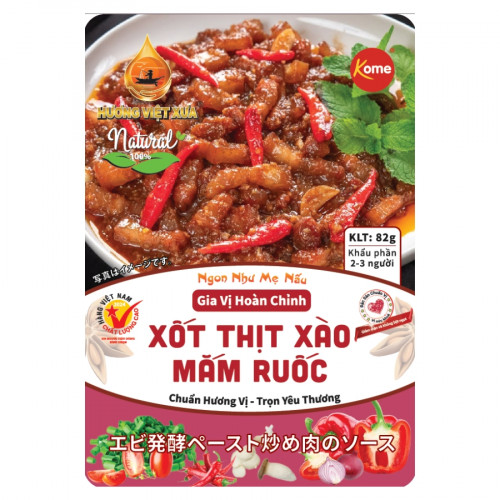 Kome
HƯƠNG VIỆT XƯA
Natural
100%
KLT: 82g
Khẩu phần
2-3 người
写真はイメージです
Ngon Như Mẹ Nấu
Gia Vị Hoàn Chỉnh
HÀNG VIỆT NAM
CHẤT LƯỢNG CAO
XỐT THỊT XÀO
MẮM RUỐC
Chuẩn Hương Vị - Trọn Yêu Thương
エビ発酵ペースト炒め肉のソース